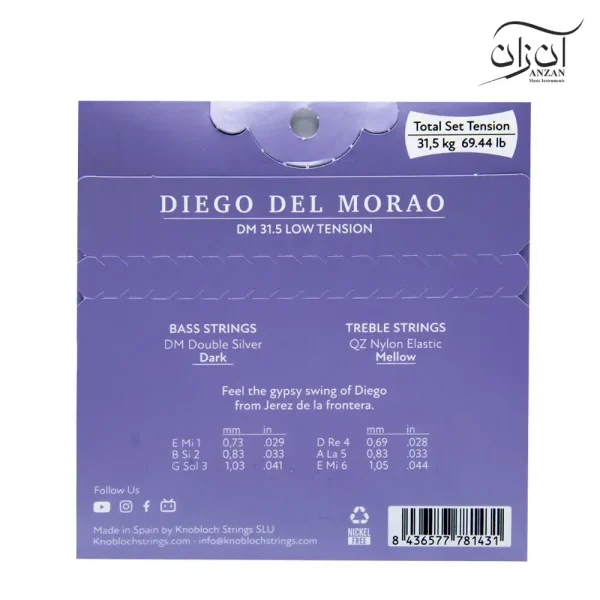 آن زان
ANZAN
Music Instruments
Total Set Tension
31,5 kg 69.44 lb
DIEGO DEL MORAO
DM 31.5 LOW TENSION
BASS STRINGS
DM Double Silver
Dark
TREBLE STRINGS
QZ Nylon Elastic
Mellow
Feel the gypsy swing of Diego
from Jerez de la frontera.
mm in
E Mi 1 0,73 .029
B Si 2 0,83 .033
G Sol 3 1,03 .041
mm in
D Re 4 0,69 .028
A La 5 0,83 .033
E Mi 6 1,05 .044
Follow Us
Made in Spain by Knobloch Strings SLU
Knoblochstrings.com - info@knoblochstrings.com
NICKEL
FREE
8 436577 781431